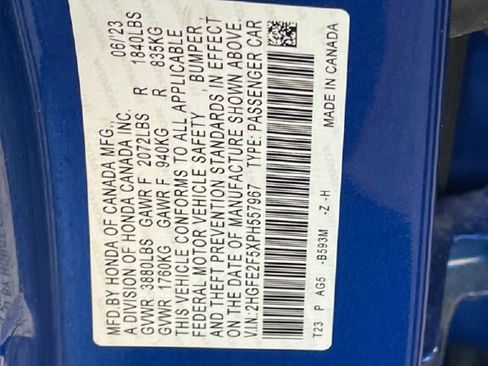 MFD.BY HONDA OF CANADA MFG., 06/'23
A DIVISION OF HONDA CANADA INC.
GVWR 3880LBS GAWR F 2072LBS R 1840LBS
GVWR 1760KG GAWR F 940KG R 835KG
THIS VEHICLE CONFORMS TO ALL APPLICABLE
FEDERAL MOTOR VEHICLE SAFETY , BUMPER ,
AND THEFT PREVENTION STANDARDS IN EFFECT
ON THE DATE OF MANUFACTURE SHOWN ABOVE.
V.I.N.:2HGFE2F5XPH557967 TYPE: PASSENGER CAR
T23 P AG5 -B593M -Z -H MADE IN CANADA